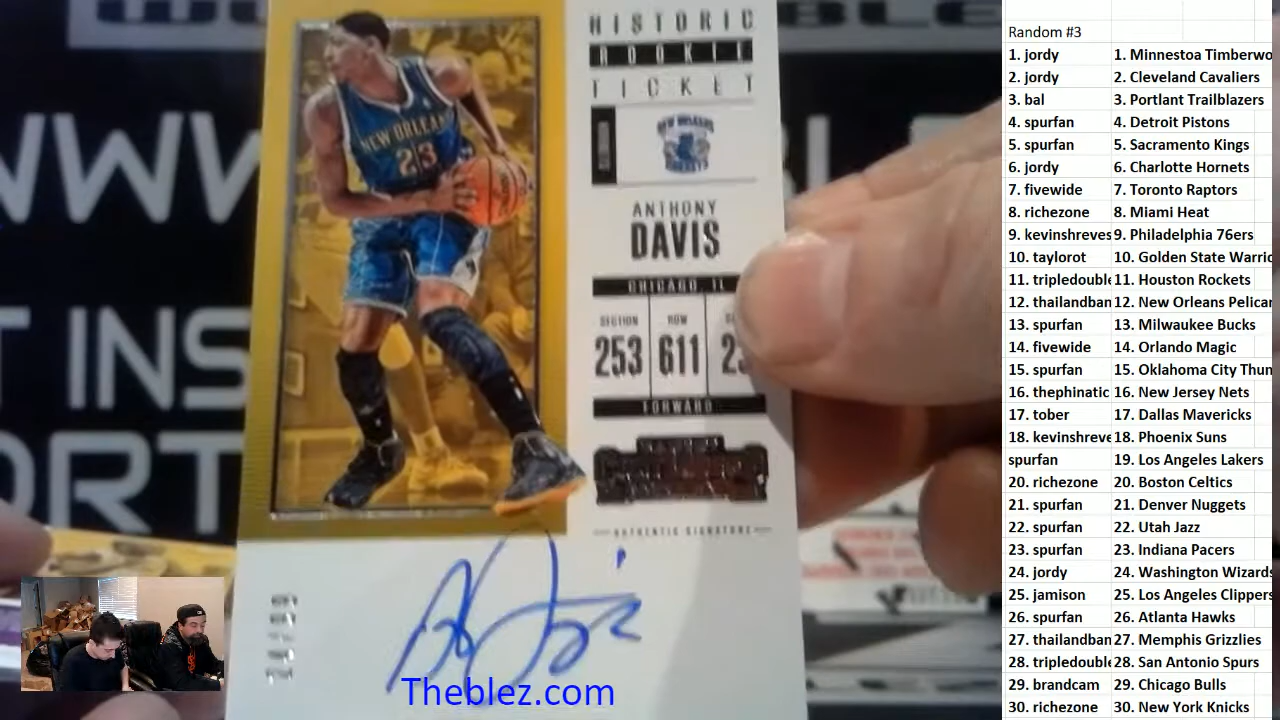 HISTORIC
ROOKIE
TICKET
NEW ORLEANS
NEW ORLEANS
23
HORNETS
ANTHONY
DAVIS
CHICAGO, IL
SECTION ROW
253 611 23
FORWARD
AUTHENTIC SIGNATURE
Theblez.com
Random #3
1. jordy 1. Minnestoa Timberwo
2. jordy 2. Cleveland Cavaliers
3. bal 3. Portlant Trailblazers
4. spurfan 4. Detroit Pistons
5. spurfan 5. Sacramento Kings
6. jordy 6. Charlotte Hornets
7. fivewide 7. Toronto Raptors
8. richezone 8. Miami Heat
9. kevinshreves 9. Philadelphia 76ers
10. taylorot 10. Golden State Warric
11. tripledouble 11. Houston Rockets
12. thailandban 12. New Orleans Pelicar
13. spurfan 13. Milwaukee Bucks
14. fivewide 14. Orlando Magic
15. spurfan 15. Oklahoma City Thun
16. thephinatic 16. New Jersey Nets
17. tober 17. Dallas Mavericks
18. kevinshreve 18. Phoenix Suns
spurfan 19. Los Angeles Lakers
20. richezone 20. Boston Celtics
21. spurfan 21. Denver Nuggets
22. spurfan 22. Utah Jazz
23. spurfan 23. Indiana Pacers
24. jordy 24. Washington Wizards
25. jamison 25. Los Angeles Clippers
26. spurfan 26. Atlanta Hawks
27. thailandban 27. Memphis Grizzlies
28. tripledouble 28. San Antonio Spurs
29. brandcam 29. Chicago Bulls
30. richezone 30. New York Knicks